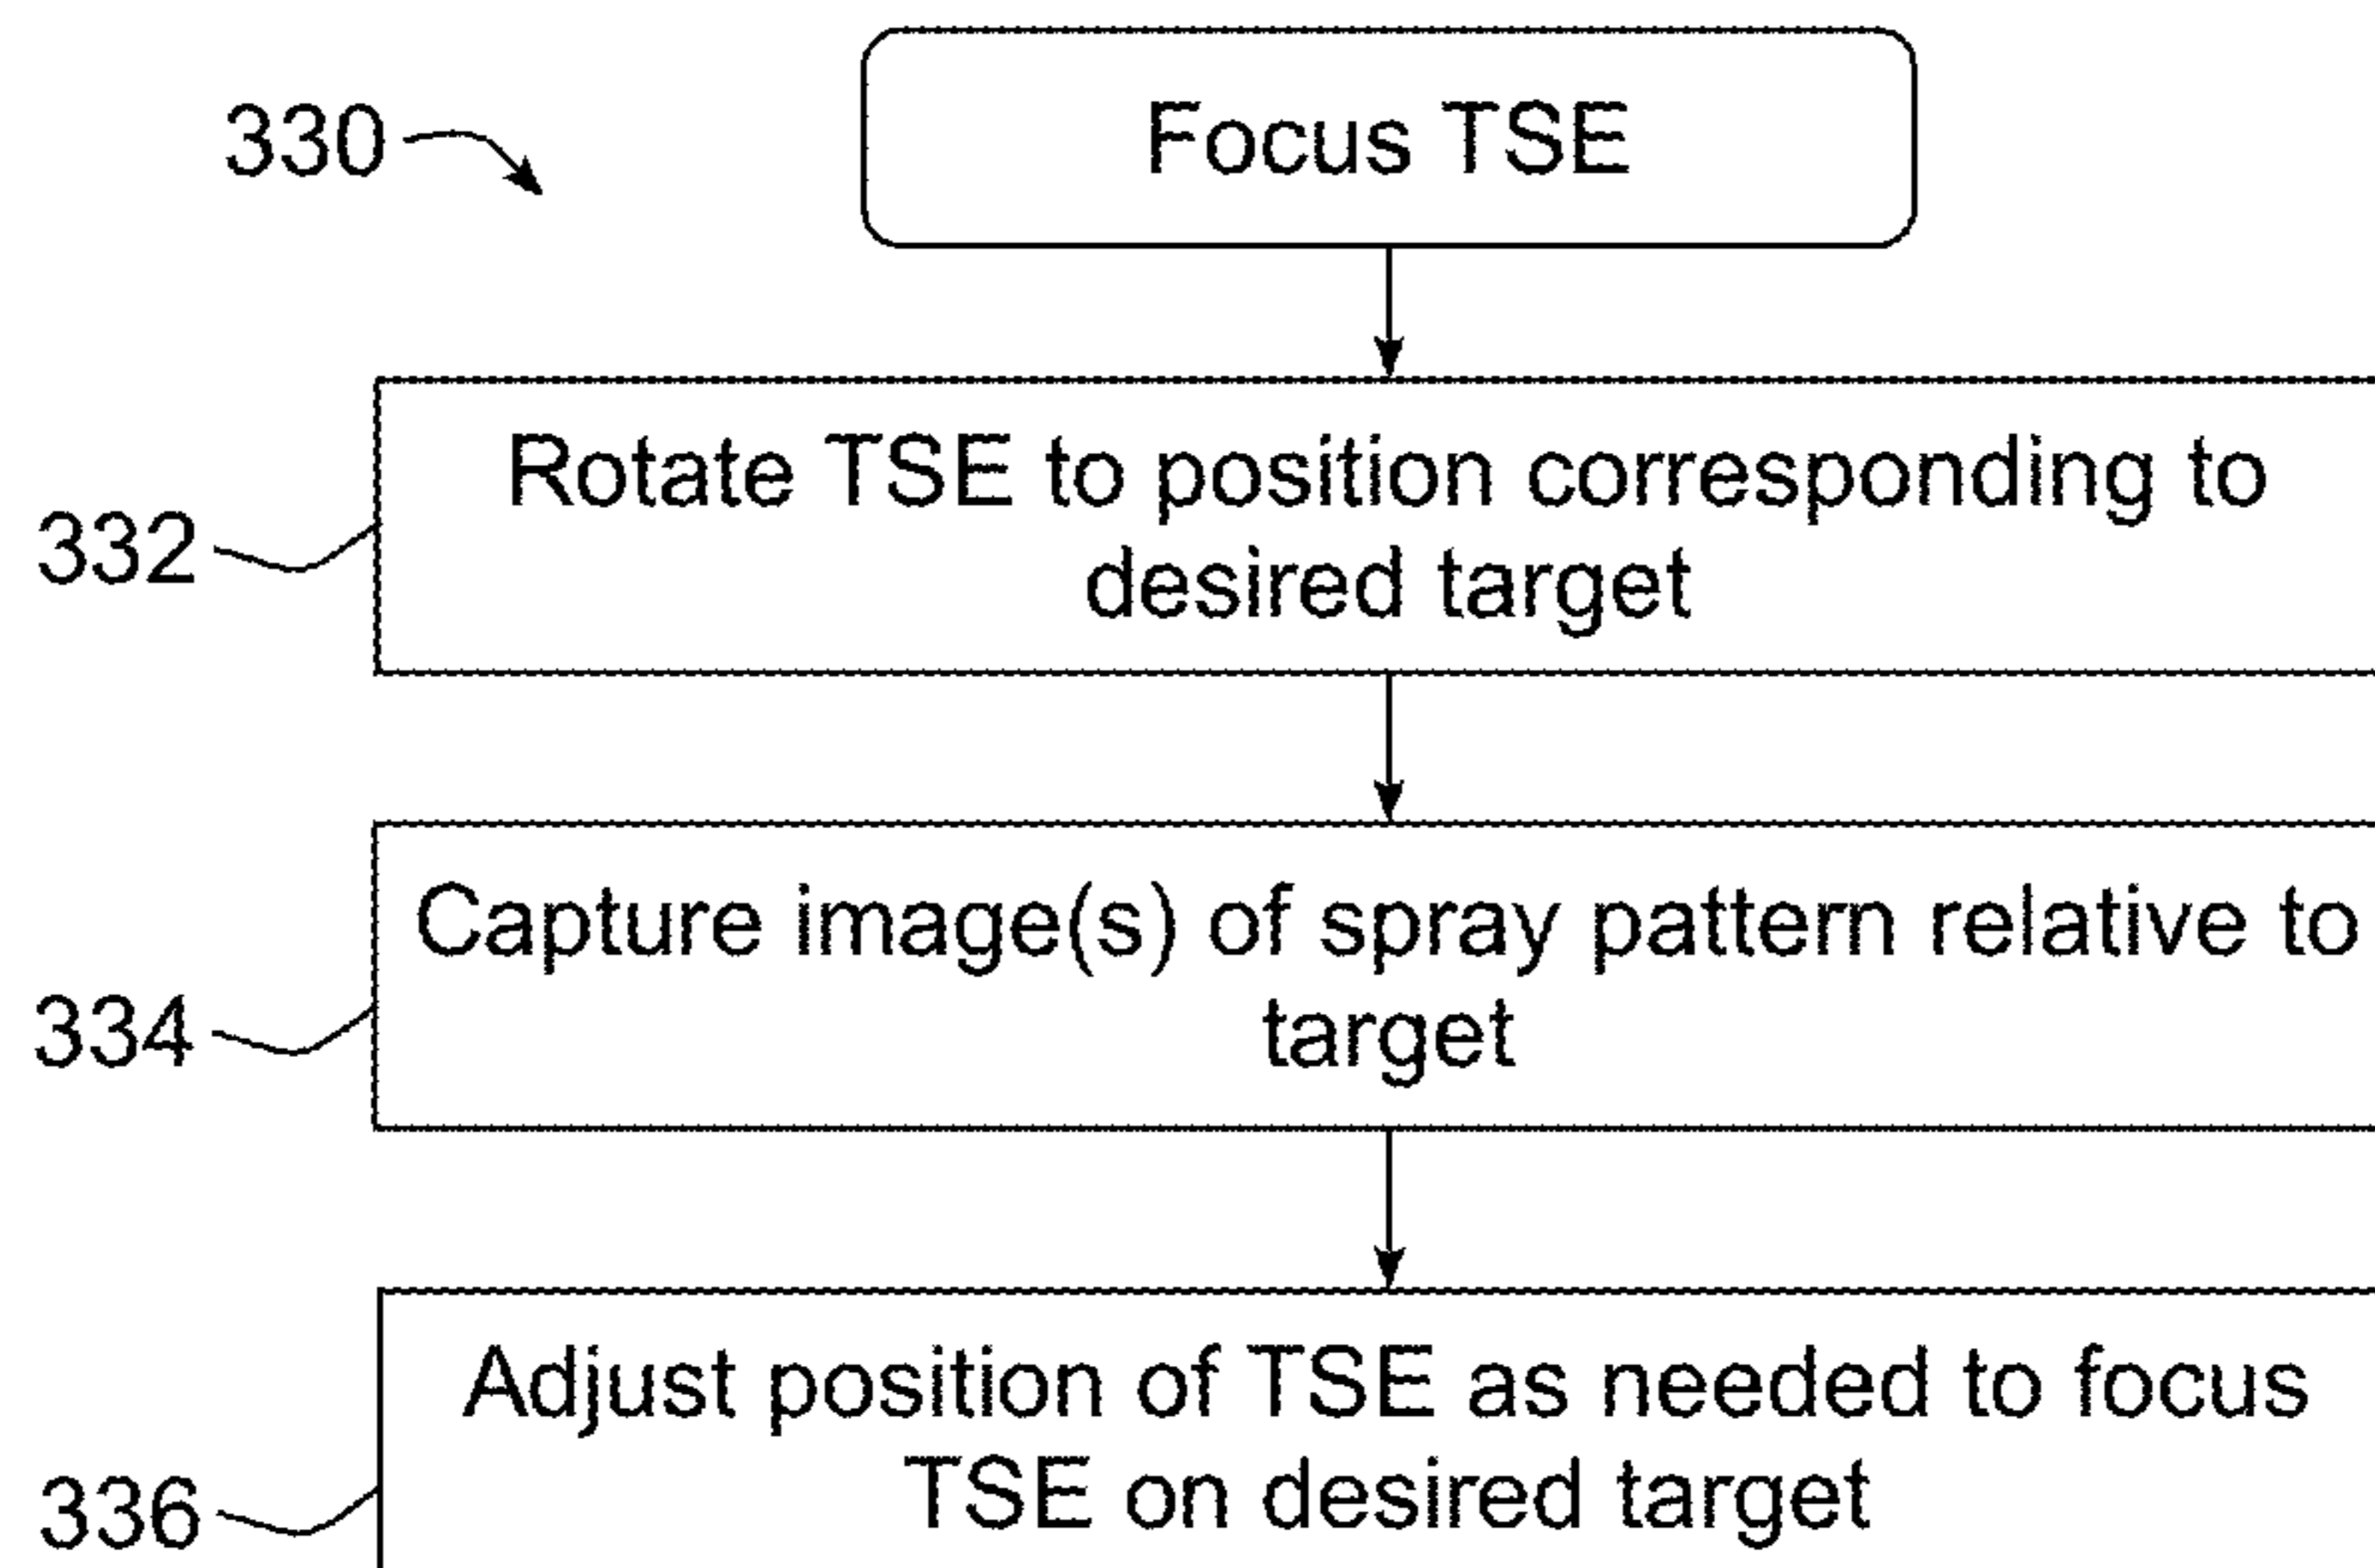 330
Focus TSE
332
Rotate TSE to position corresponding to
desired target
334
Capture image(s) of spray pattern relative to
target
336
Adjust position of TSE as needed to focus
TSE on desired target